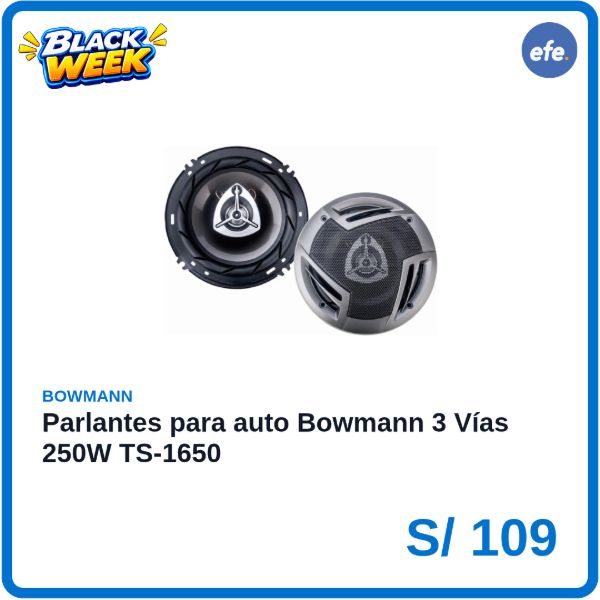 BLACK
WEEK
efe.
BOWMANN
Parlantes para auto Bowmann 3 Vías
250W TS-1650
S/ 109